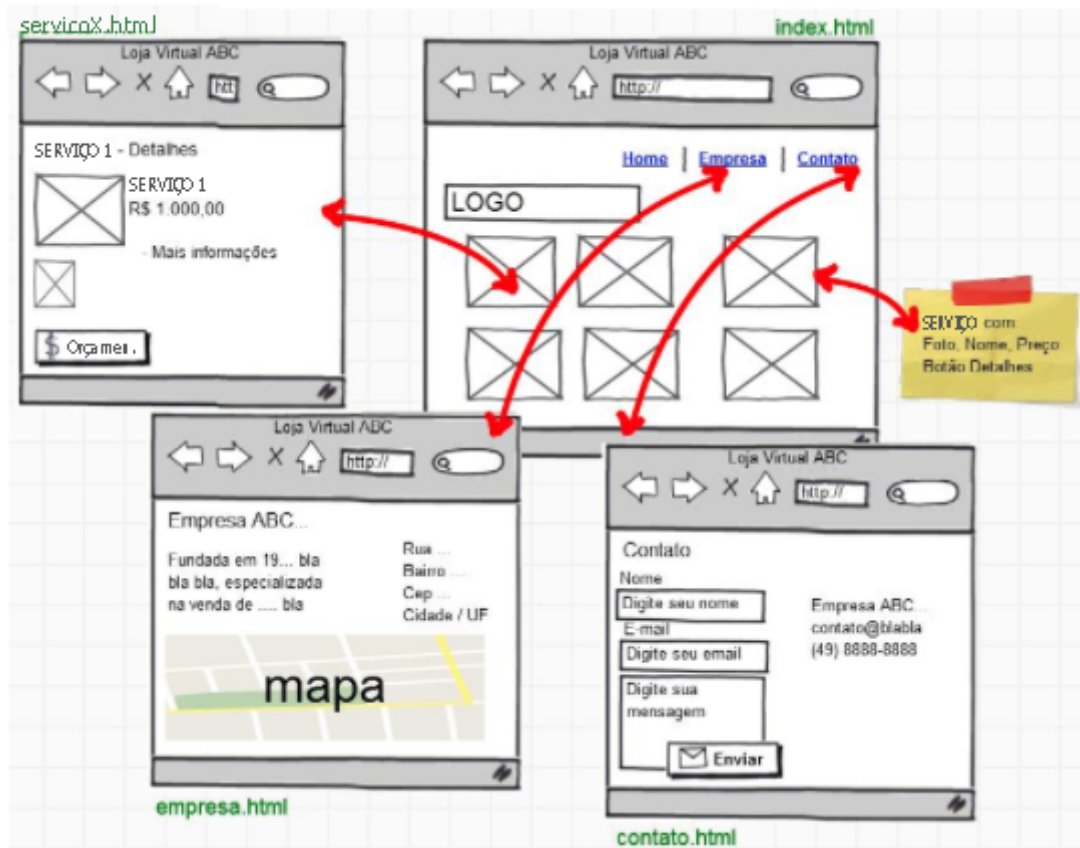 servicoX.html
Loja Virtual ABC
htt
SERVIÇO 1 - Detalhes
SERVIÇO 1
R$ 1.000,00
- Mais informações
$ Orçamen.
index.html
Loja Virtual ABC
http://
Home | Empresa | Contato
LOGO
SERVIÇO com
Foto, Nome, Preço
Botão Detalhes
Loja Virtual ABC
http://
Empresa ABC...
Fundada em 19... bla
bla bla, especializada
na venda de .... bla
Rua ...
Bairro ...
Cep ...
Cidade / UF
mapa
empresa.html
Loja Virtual ABC
http://
Contato
Nome
Digite seu nome
E-mail
Digite seu email
Digite sua
mensagem
Enviar
Empresa ABC...
contato@blabla
(49) 8888-8888
contato.html